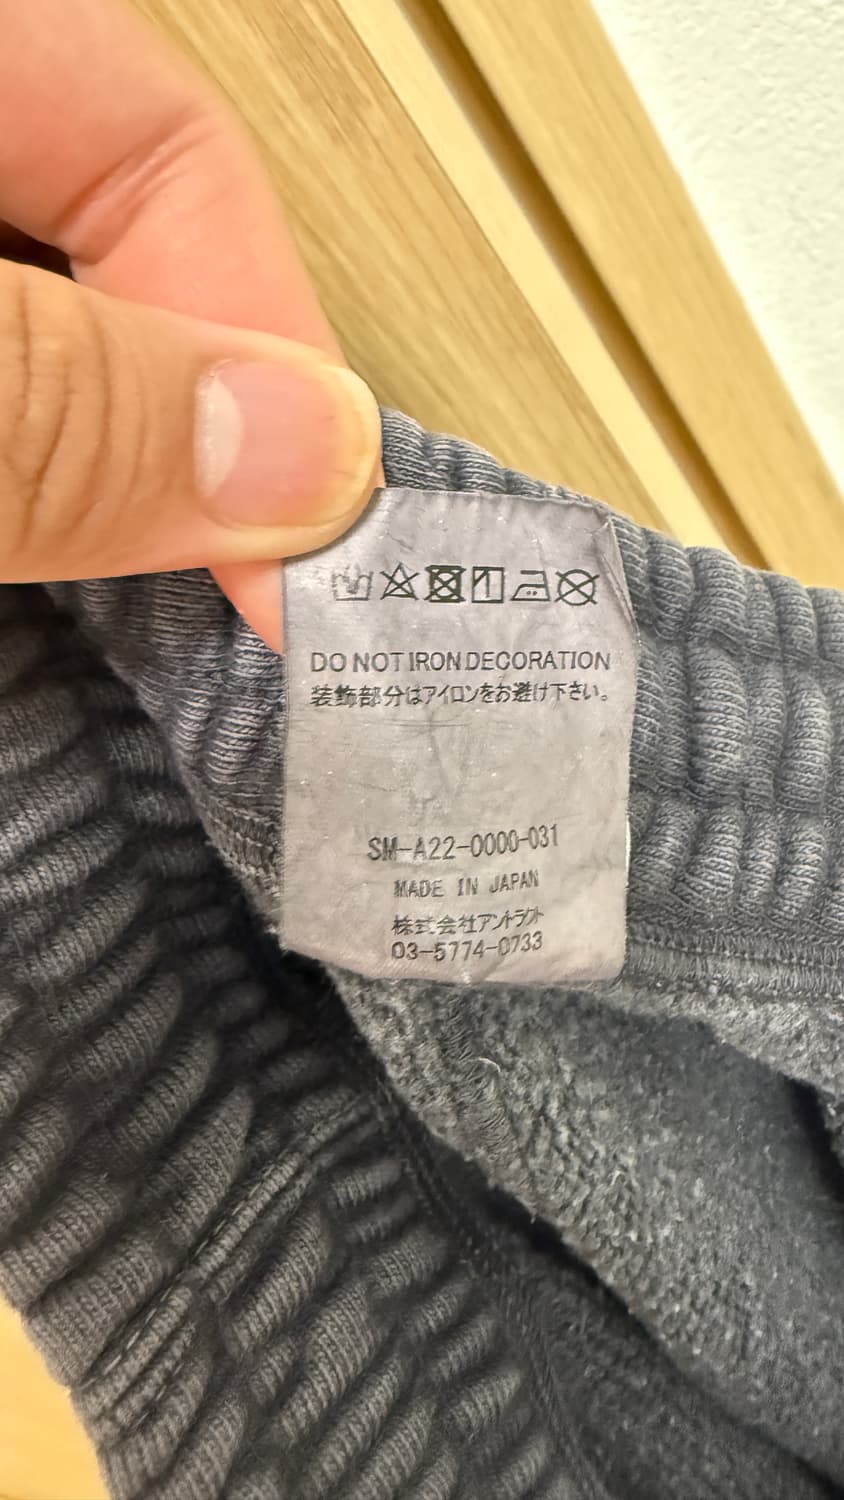 DO NOT IRON DECORATION
装飾部分はアイロンをお避け下さい。
SM-A22-0000-031
MADE IN JAPAN
株式会社アントラクト
03-5774-0733